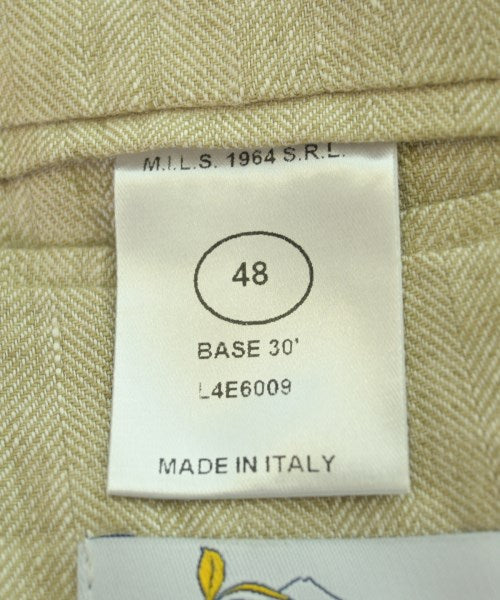 M.I.L.S. 1964 S.R.L.
48
BASE 30'
L4E6009
MADE IN ITALY